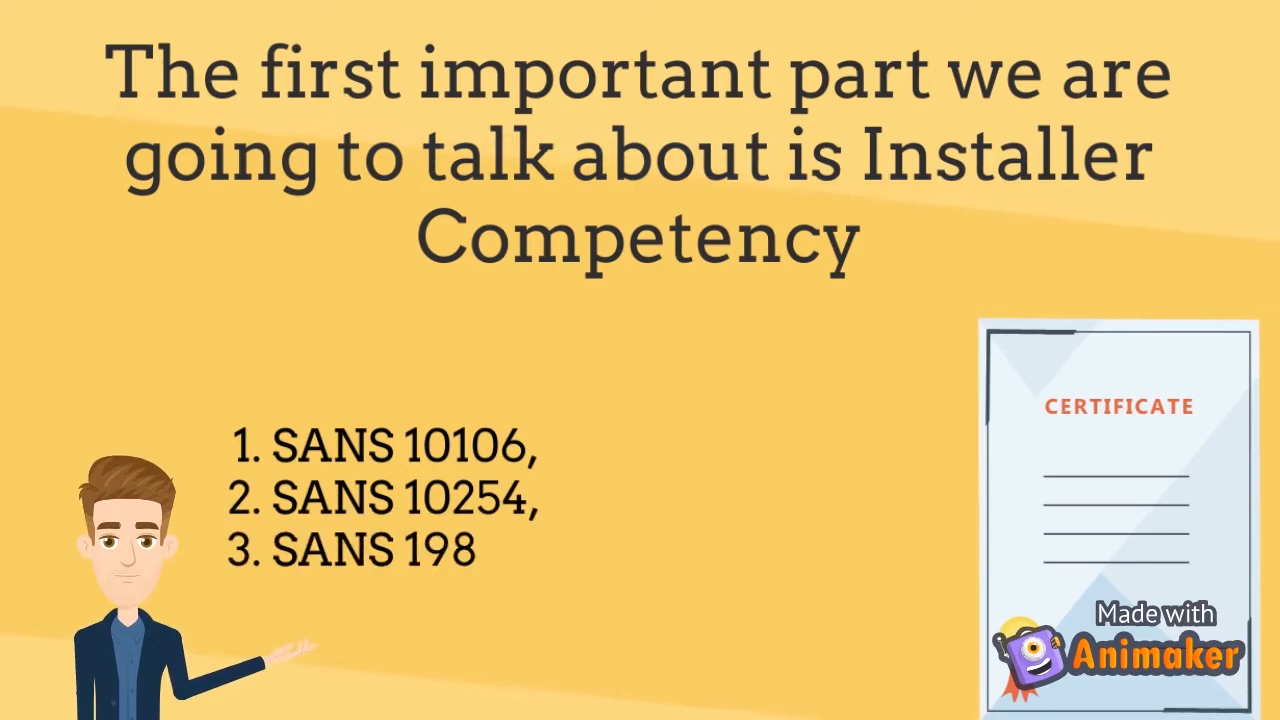 The first important part we are
going to talk about is Installer
Competency
CERTIFICATE
1. SANS 10106,
2. SANS 10254,
3. SANS 198
Made with
Animaker